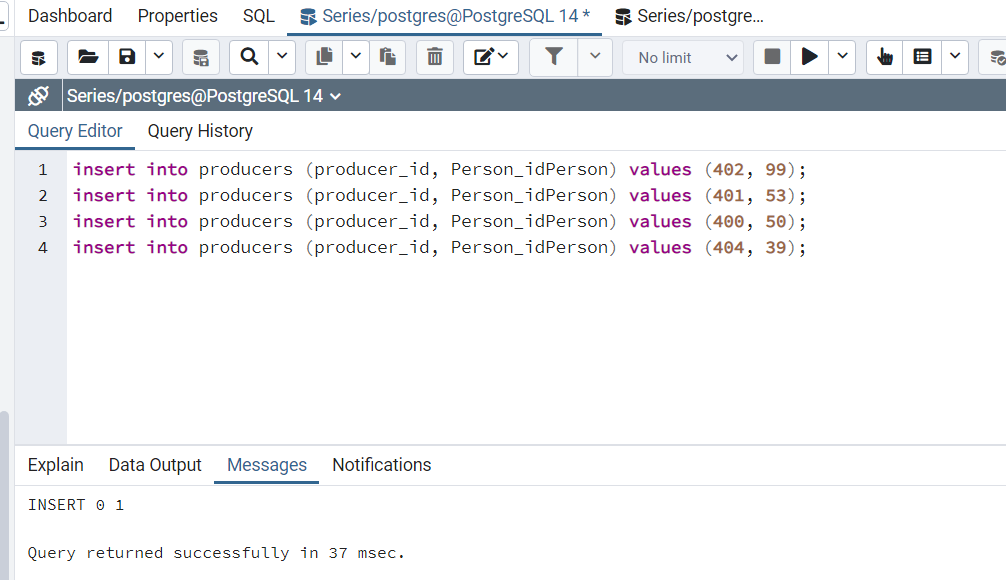 Dashboard Properties SQL Series/postgres@PostgreSQL 14 * Series/postgre...
No limit
Series/postgres@PostgreSQL 14
Query Editor Query History
1 insert into producers (producer_id, Person_idPerson) values (402, 99);
2 insert into producers (producer_id, Person_idPerson) values (401, 53);
3 insert into producers (producer_id, Person_idPerson) values (400, 50);
4 insert into producers (producer_id, Person_idPerson) values (404, 39);
Explain Data Output Messages Notifications
INSERT 0 1
Query returned successfully in 37 msec.